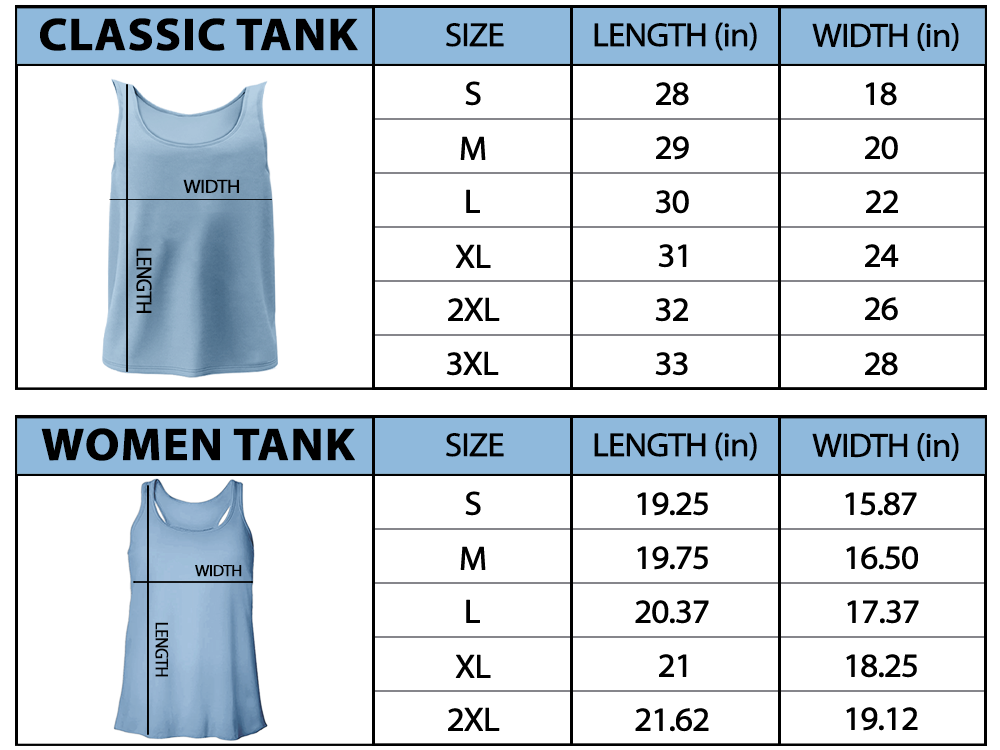 CLASSIC TANK SIZE LENGTH (in) WIDTH (in)
S 28 18
M 29 20
L 30 22
XL 31 24
2XL 32 26
3XL 33 28
WIDTH
LENGTH
WOMEN TANK SIZE LENGTH (in) WIDTH (in)
S 19.25 15.87
M 19.75 16.50
L 20.37 17.37
XL 21 18.25
2XL 21.62 19.12
WIDTH
LENGTH